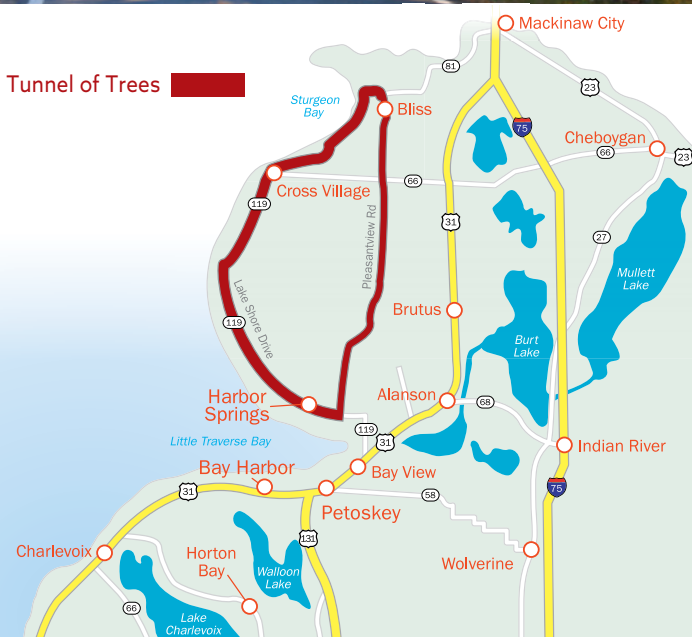 Mackinaw City
81
23
Tunnel of Trees
Sturgeon
Bay
Bliss
75
Cheboygan
66
23
66
Cross Village
119
31
27
Pleasantview Rd
Mullett
Lake
Lake Shore Drive
119
Brutus
Burt
Lake
Harbor
Springs
Alanson
68
119
31
Little Traverse Bay
Indian River
Bay View
Bay Harbor
31
58
75
Petoskey
131
Charlevoix
Horton
Bay
Walloon
Lake
Wolverine
66
Lake
Charlevoix